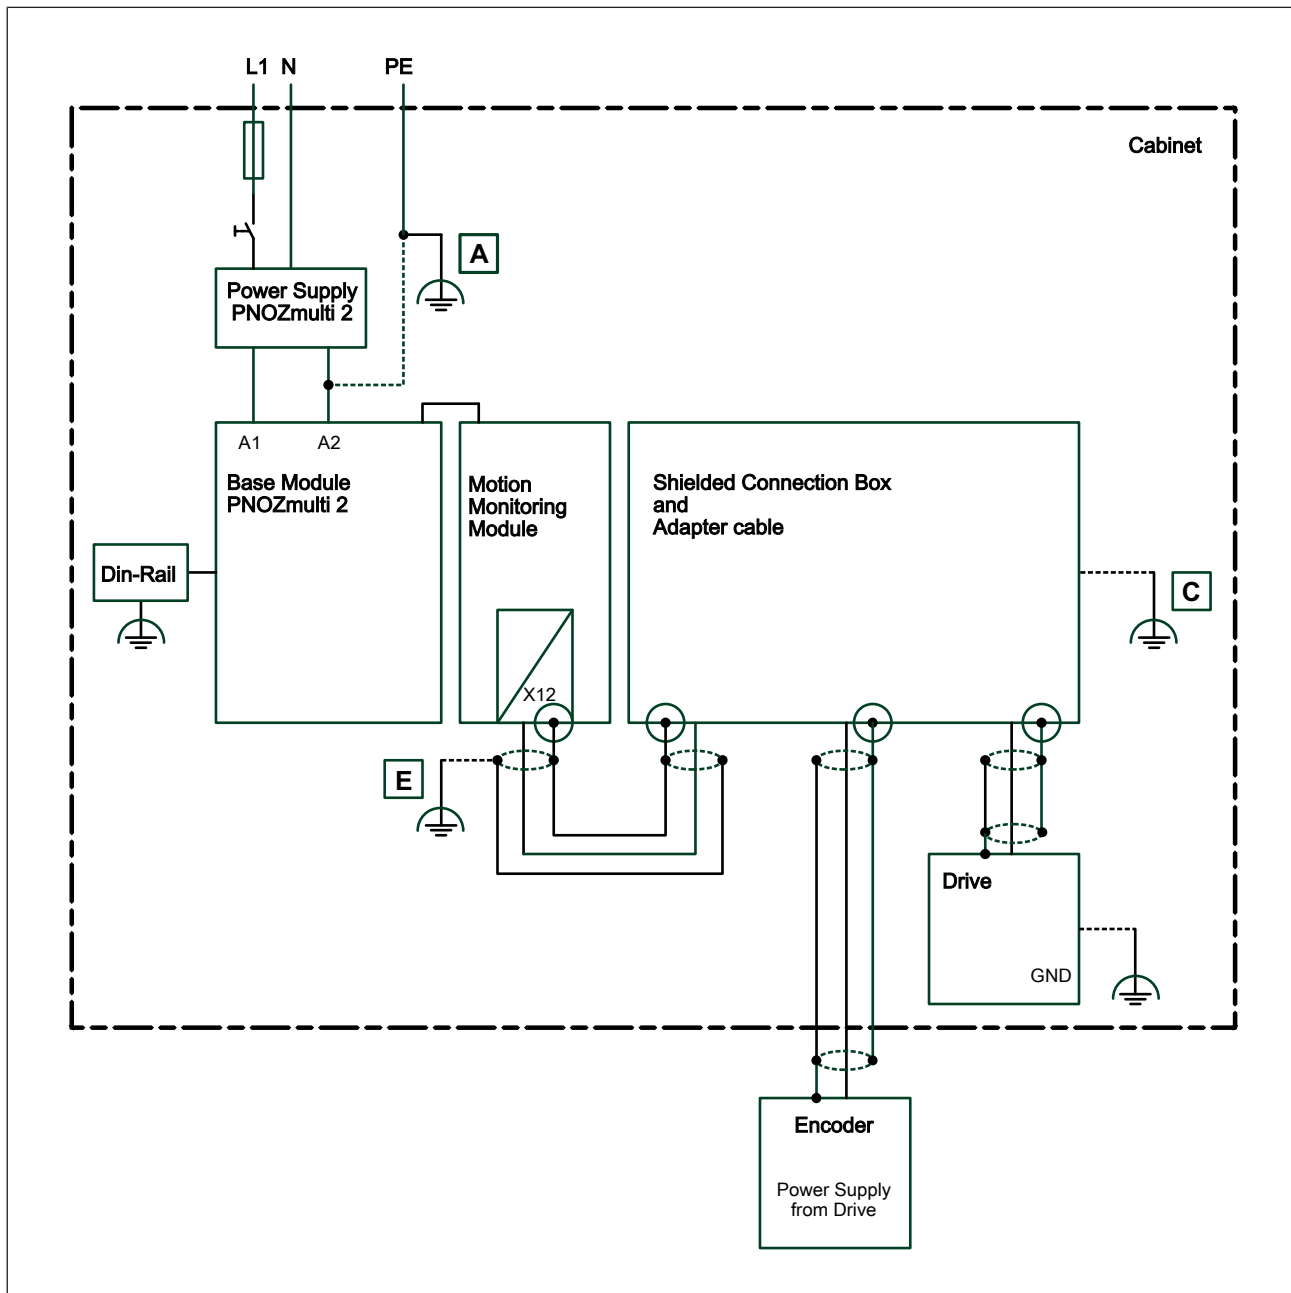 L1 N PE
Cabinet
A
Power Supply
PNOZmulti 2
A1 A2
Base Module
PNOZmulti 2
Motion
Monitoring
Module
Shielded Connection Box
and
Adapter cable
Din-Rail
C
X12
E
Drive
GND
Encoder
Power Supply
from Drive